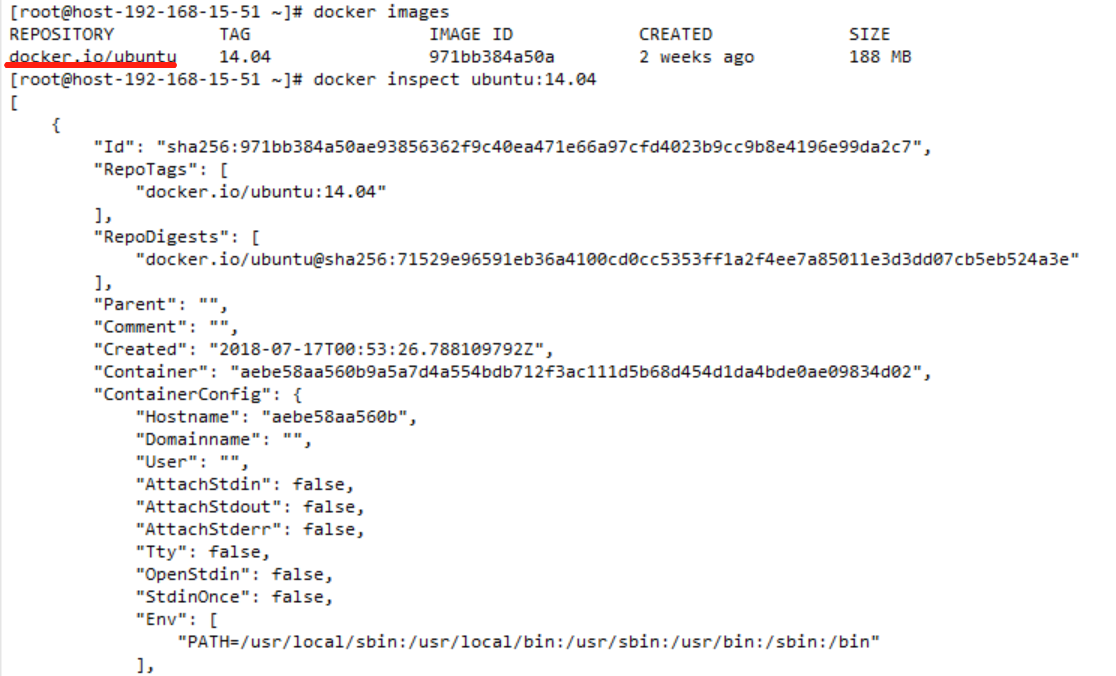 [root@host-192-168-15-51 ~]# docker images
REPOSITORY TAG IMAGE ID CREATED SIZE
docker.io/ubuntu 14.04 971bb384a50a 2 weeks ago 188 MB
[root@host-192-168-15-51 ~]# docker inspect ubuntu:14.04
[
{
"Id": "sha256:971bb384a50ae93856362f9c40ea471e66a97cfd4023b9cc9b8e4196e99da2c7",
"RepoTags": [
"docker.io/ubuntu:14.04"
],
"RepoDigests": [
"docker.io/ubuntu@sha256:71529e96591eb36a4100cd0cc5353ff1a2f4ee7a85011e3d3dd07cb5eb524a3e"
],
"Parent": "",
"Comment": "",
"Created": "2018-07-17T00:53:26.788109792Z",
"Container": "aebe58aa560b9a5a7d4a554bdb712f3ac111d5b68d454d1da4bde0ae09834d02",
"ContainerConfig": {
"Hostname": "aebe58aa560b",
"Domainname": "",
"User": "",
"AttachStdin": false,
"AttachStdout": false,
"AttachStderr": false,
"Tty": false,
"OpenStdin": false,
"StdinOnce": false,
"Env": [
"PATH=/usr/local/sbin:/usr/local/bin:/usr/sbin:/usr/bin:/sbin:/bin"
],